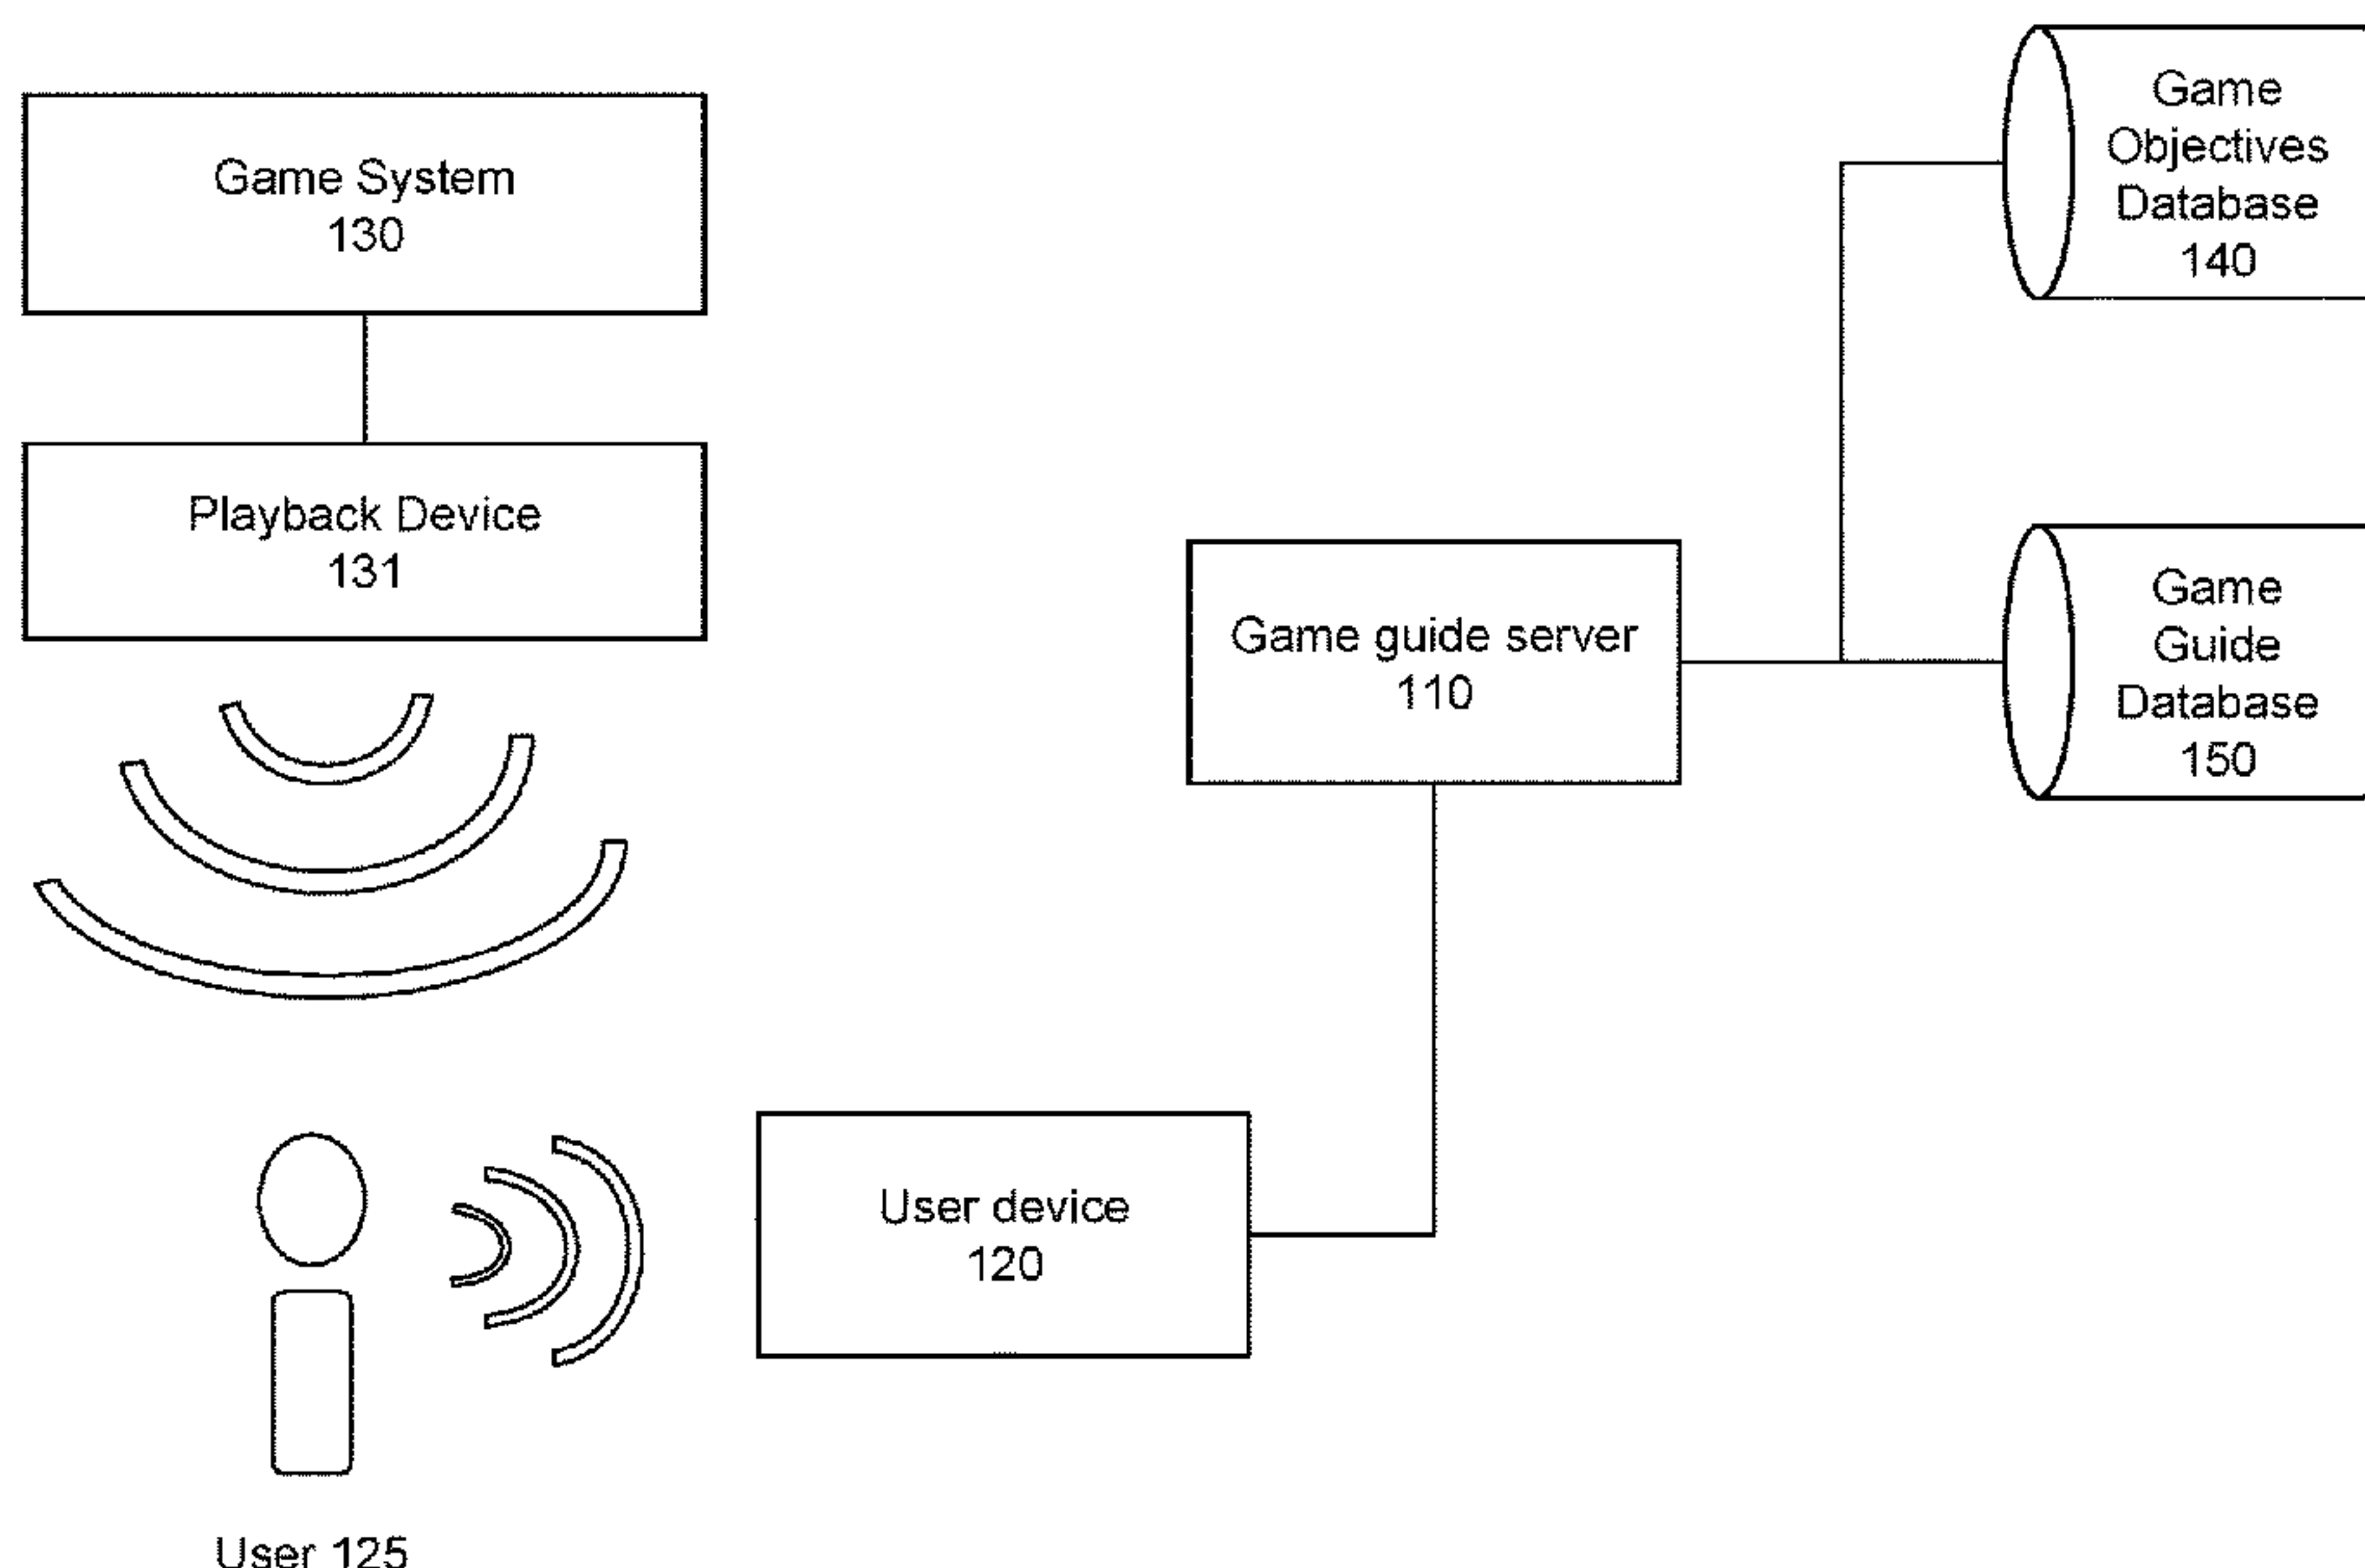 Game System
130
Playback Device
131
Game
Objectives
Database
140
Game guide server
110
Game
Guide
Database
150
User device
120
User 125